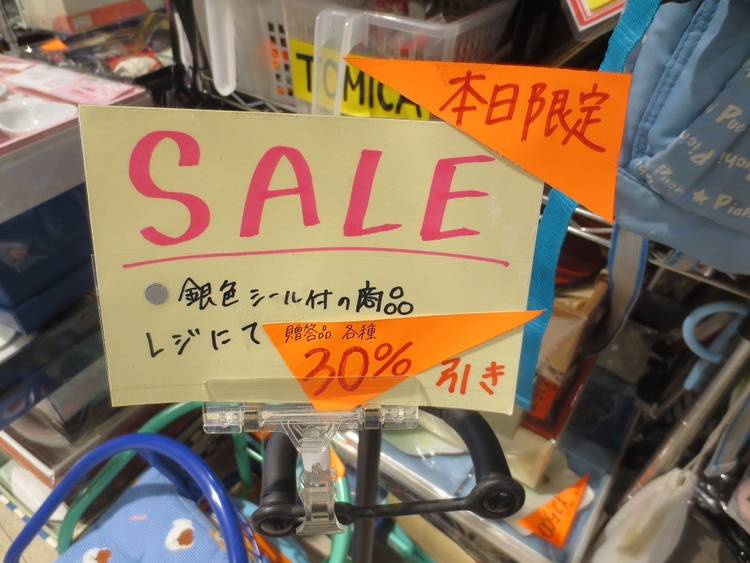 TOMICA
本日限定
SALE
銀色シール付の商品
レジにて
贈答品 各種
30%引き